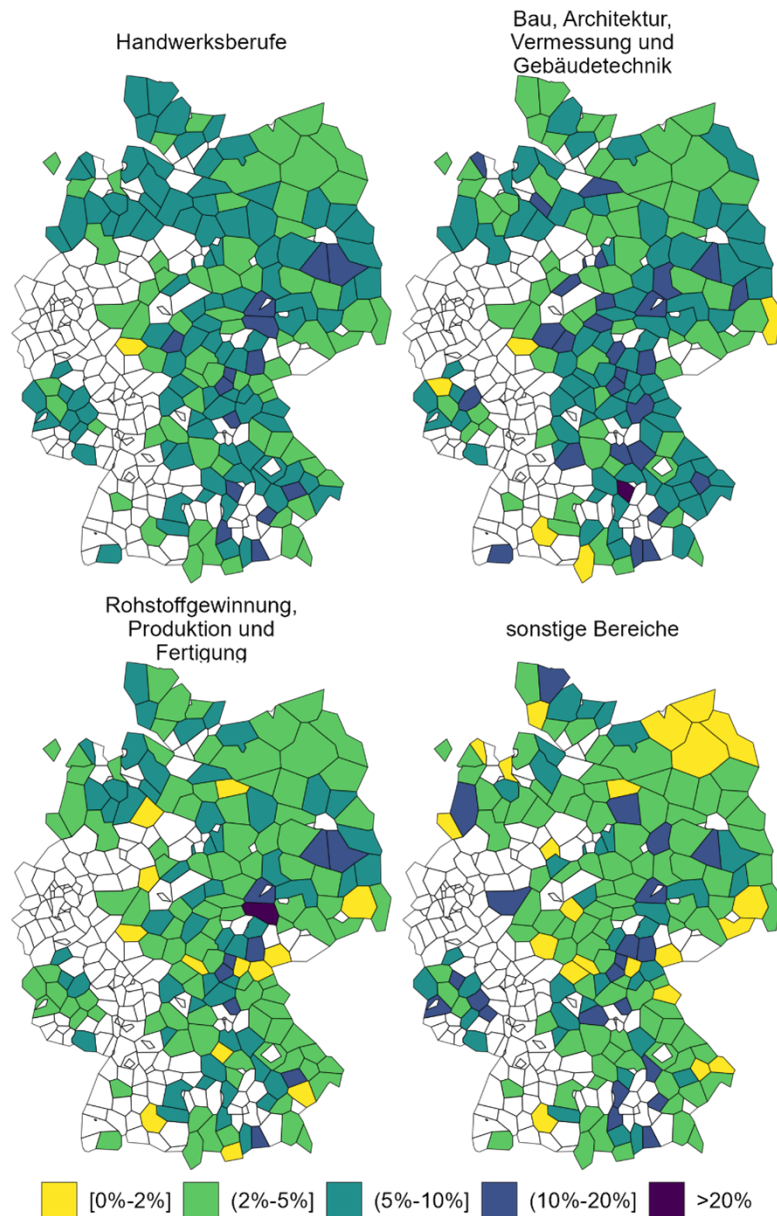 Handwerksberufe
Bau, Architektur,
Vermessung und
Gebäudetechnik
Rohstoffgewinnung,
Produktion und
Fertigung
sonstige Bereiche
[0%-2%]
(2%-5%]
(5%-10%]
(10%-20%]
>20%